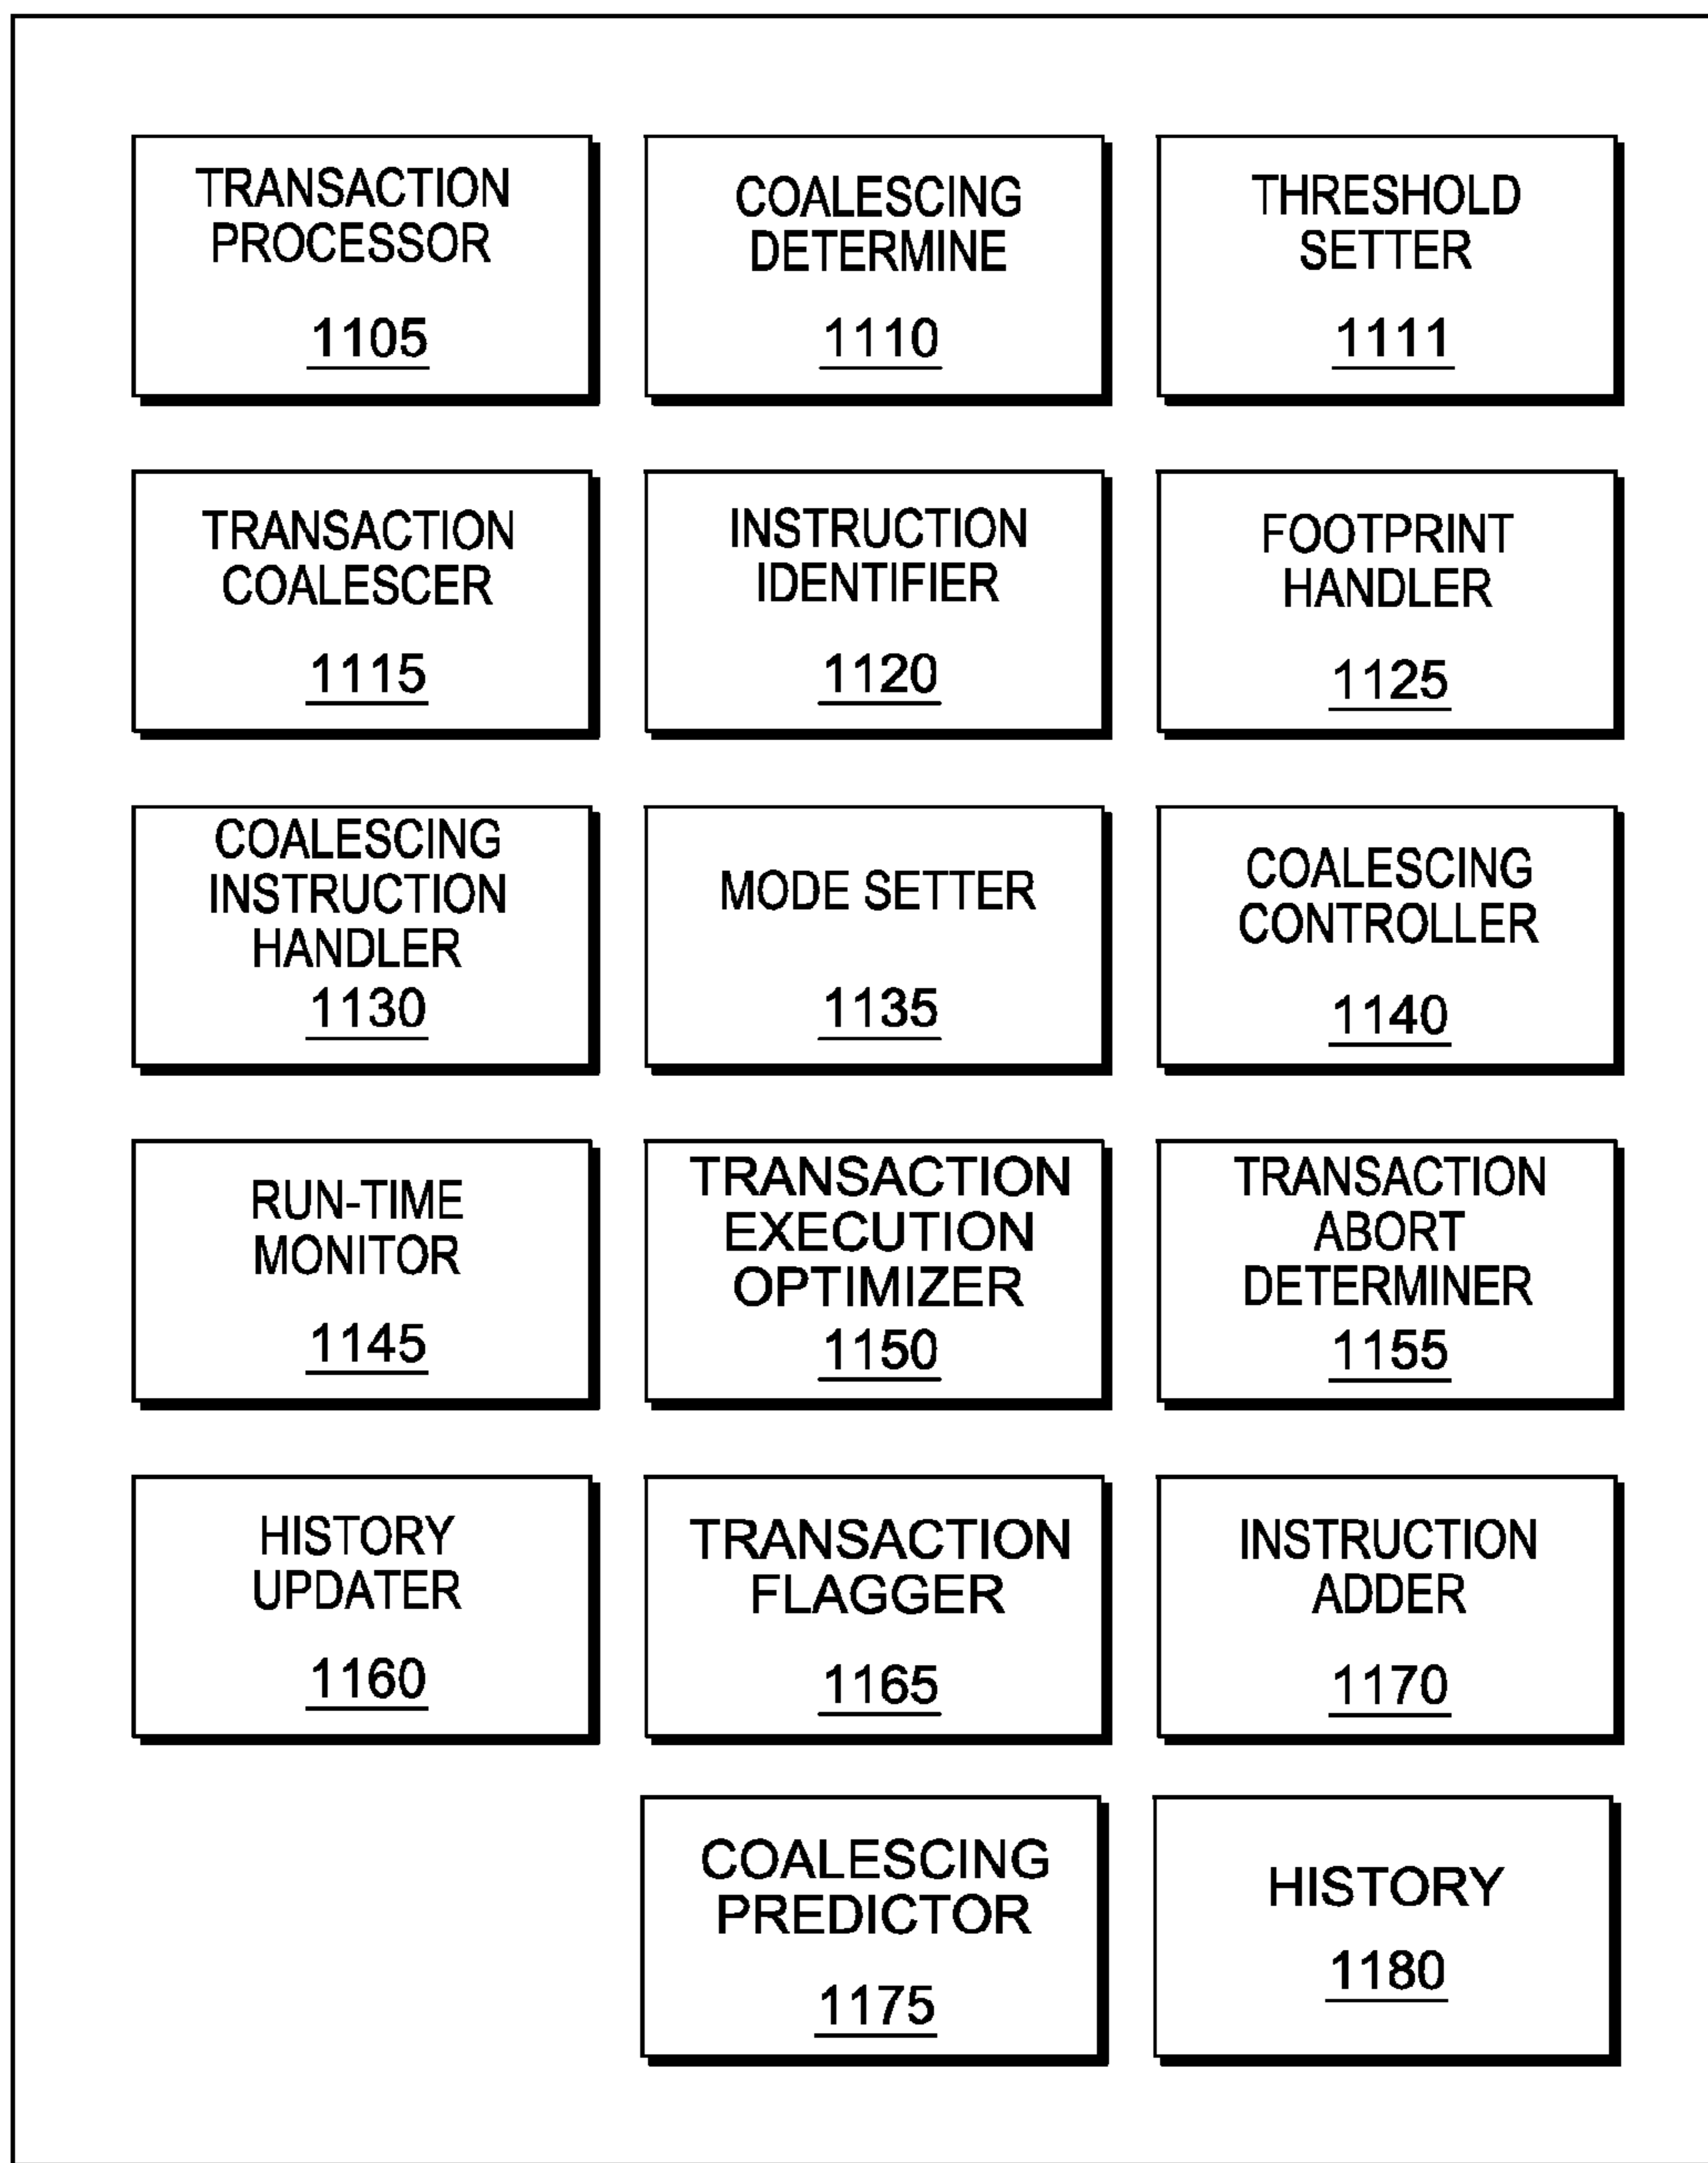 TRANSACTION
PROCESSOR
1105
COALESCING
DETERMINE
1110
THRESHOLD
SETTER
1111
TRANSACTION
COALESCER
1115
INSTRUCTION
IDENTIFIER
1120
FOOTPRINT
HANDLER
1125
COALESCING
INSTRUCTION
HANDLER
1130
MODE SETTER
1135
COALESCING
CONTROLLER
1140
RUN-TIME
MONITOR
1145
TRANSACTION
EXECUTION
OPTIMIZER
1150
TRANSACTION
ABORT
DETERMINER
1155
HISTORY
UPDATER
1160
TRANSACTION
FLAGGER
1165
INSTRUCTION
ADDER
1170
COALESCING
PREDICTOR
1175
HISTORY
1180